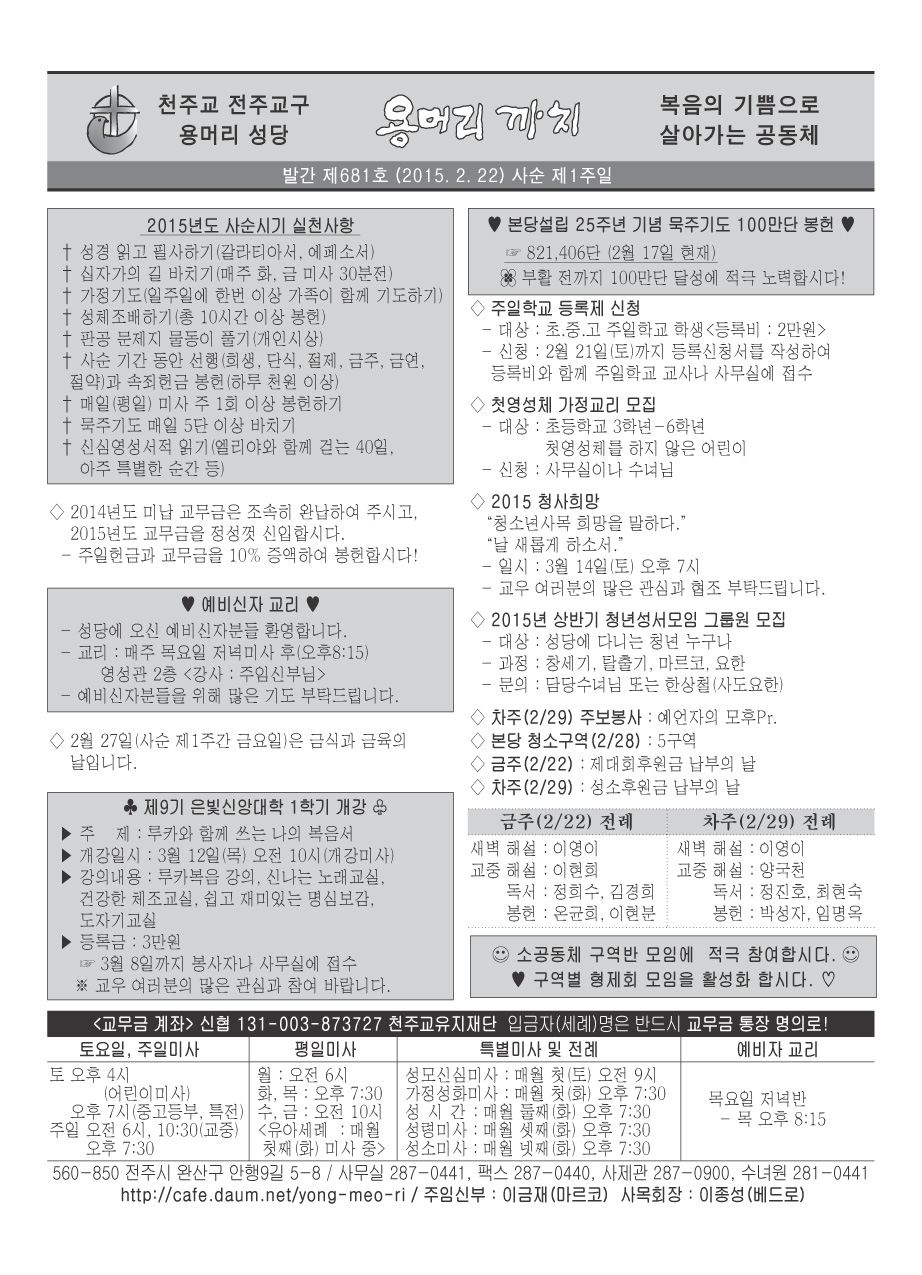 천주교 전주교구
용머리 성당
용머리 까치
복음의 기쁨으로
살아가는 공동체
발간 제681호 (2015. 2. 22) 사순 제1주일
2015년도 사순시기 실천사항
† 성경 읽고 필사하기(갈라티아서, 에페소서)
† 십자가의 길 바치기(매주 화, 금 미사 30분전)
† 가정기도(일주일에 한번 이상 가족이 함께 기도하기)
† 성체조배하기(총 10시간 이상 봉헌)
† 판공 문제지 물동이 풀기(개인시상)
† 사순 기간 동안 선행(희생, 단식, 절제, 금주, 금연,
절약)과 속죄헌금 봉헌(하루 천원 이상)
† 매일(평일) 미사 주 1회 이상 봉헌하기
† 묵주기도 매일 5단 이상 바치기
† 신심영성서적 읽기(엘리야와 함께 걷는 40일,
아주 특별한 순간 등)
◇ 2014년도 미납 교무금은 조속히 완납하여 주시고,
2015년도 교무금을 정성껏 신입합시다.
- 주일헌금과 교무금을 10% 증액하여 봉헌합시다!
♥ 예비신자 교리 ♥
- 성당에 오신 예비신자분들 환영합니다.
- 교리 : 매주 목요일 저녁미사 후(오후8:15)
영성관 2층 <강사 : 주임신부님>
- 예비신자분들을 위해 많은 기도 부탁드립니다.
◇ 2월 27일(사순 제1주간 금요일)은 금식과 금육의
날입니다.
♣ 제9기 은빛신앙대학 1학기 개강 ♧
▶ 주 제 : 루카와 함께 쓰는 나의 복음서
▶ 개강일시 : 3월 12일(목) 오전 10시(개강미사)
▶ 강의내용 : 루카복음 강의, 신나는 노래교실,
건강한 체조교실, 쉽고 재미있는 명심보감,
도자기교실
▶ 등록금 : 3만원
☞ 3월 8일까지 봉사자나 사무실에 접수
※ 교우 여러분의 많은 관심과 참여 바랍니다.
♥ 본당설립 25주년 기념 묵주기도 100만단 봉헌 ♥
☞ 821,406단 (2월 17일 현재)
부활 전까지 100만단 달성에 적극 노력합시다!
◇ 주일학교 등록제 신청
- 대상 : 초.중.고 주일학교 학생<등록비 : 2만원>
- 신청 : 2월 21일(토)까지 등록신청서를 작성하여
등록비와 함께 주일학교 교사나 사무실에 접수
◇ 첫영성체 가정교리 모집
- 대상 : 초등학교 3학년-6학년
첫영성체를 하지 않은 어린이
- 신청 : 사무실이나 수녀님
◇ 2015 청사희망
“청소년사목 희망을 말하다.”
“날 새롭게 하소서.”
- 일시 : 3월 14일(토) 오후 7시
- 교우 여러분의 많은 관심과 협조 부탁드립니다.
◇ 2015년 상반기 청년성서모임 그룹원 모집
- 대상 : 성당에 다니는 청년 누구나
- 과정 : 창세기, 탈출기, 마르코, 요한
- 문의 : 담당수녀님 또는 한상철(사도요한)
◇ 차주(2/29) 주보봉사 : 예언자의 모후Pr.
◇ 본당 청소구역(2/28) : 5구역
◇ 금주(2/22) : 제대회후원금 납부의 날
◇ 차주(2/29) : 성소후원금 납부의 날
금주(2/22) 전례 차주(2/29) 전례
새벽 해설 : 이영이 새벽 해설 : 이영이
교중 해설 : 이현희 교중 해설 : 양국천
독서 : 정희수, 김경희 독서 : 정진호, 최현숙
봉헌 : 온균희, 이현분 봉헌 : 박성자, 임명옥
☺ 소공동체 구역반 모임에 적극 참여합시다. ☺
♥ 구역별 형제회 모임을 활성화 합시다. ♡
<교무금 계좌> 신협 131-003-873727 천주교유지재단 입금자(세례)명은 반드시 교무금 통장 명의로!
토요일, 주일미사 평일미사 특별미사 및 전례 예비자 교리
토 오후 4시
(어린이미사)
오후 7시(중고등부, 특전)
주일 오전 6시, 10:30(교중)
오후 7:30
월 : 오전 6시
화, 목 : 오후 7:30
수, 금 : 오전 10시
<유아세례 : 매월
첫째(화) 미사 중>
성모신심미사 : 매월 첫(토) 오전 9시
가정성화미사 : 매월 첫(화) 오후 7:30
성 시 간 : 매월 둘째(화) 오후 7:30
성령미사 : 매월 셋째(화) 오후 7:30
성소미사 : 매월 넷째(화) 오후 7:30
목요일 저녁반
- 목 오후 8:15
560-850 전주시 완산구 안행9길 5-8 / 사무실 287-0441, 팩스 287-0440, 사제관 287-0900, 수녀원 281-0441
http://cafe.daum.net/yong-meo-ri / 주임신부 : 이금재(마르코) 사목회장 : 이종성(베드로)